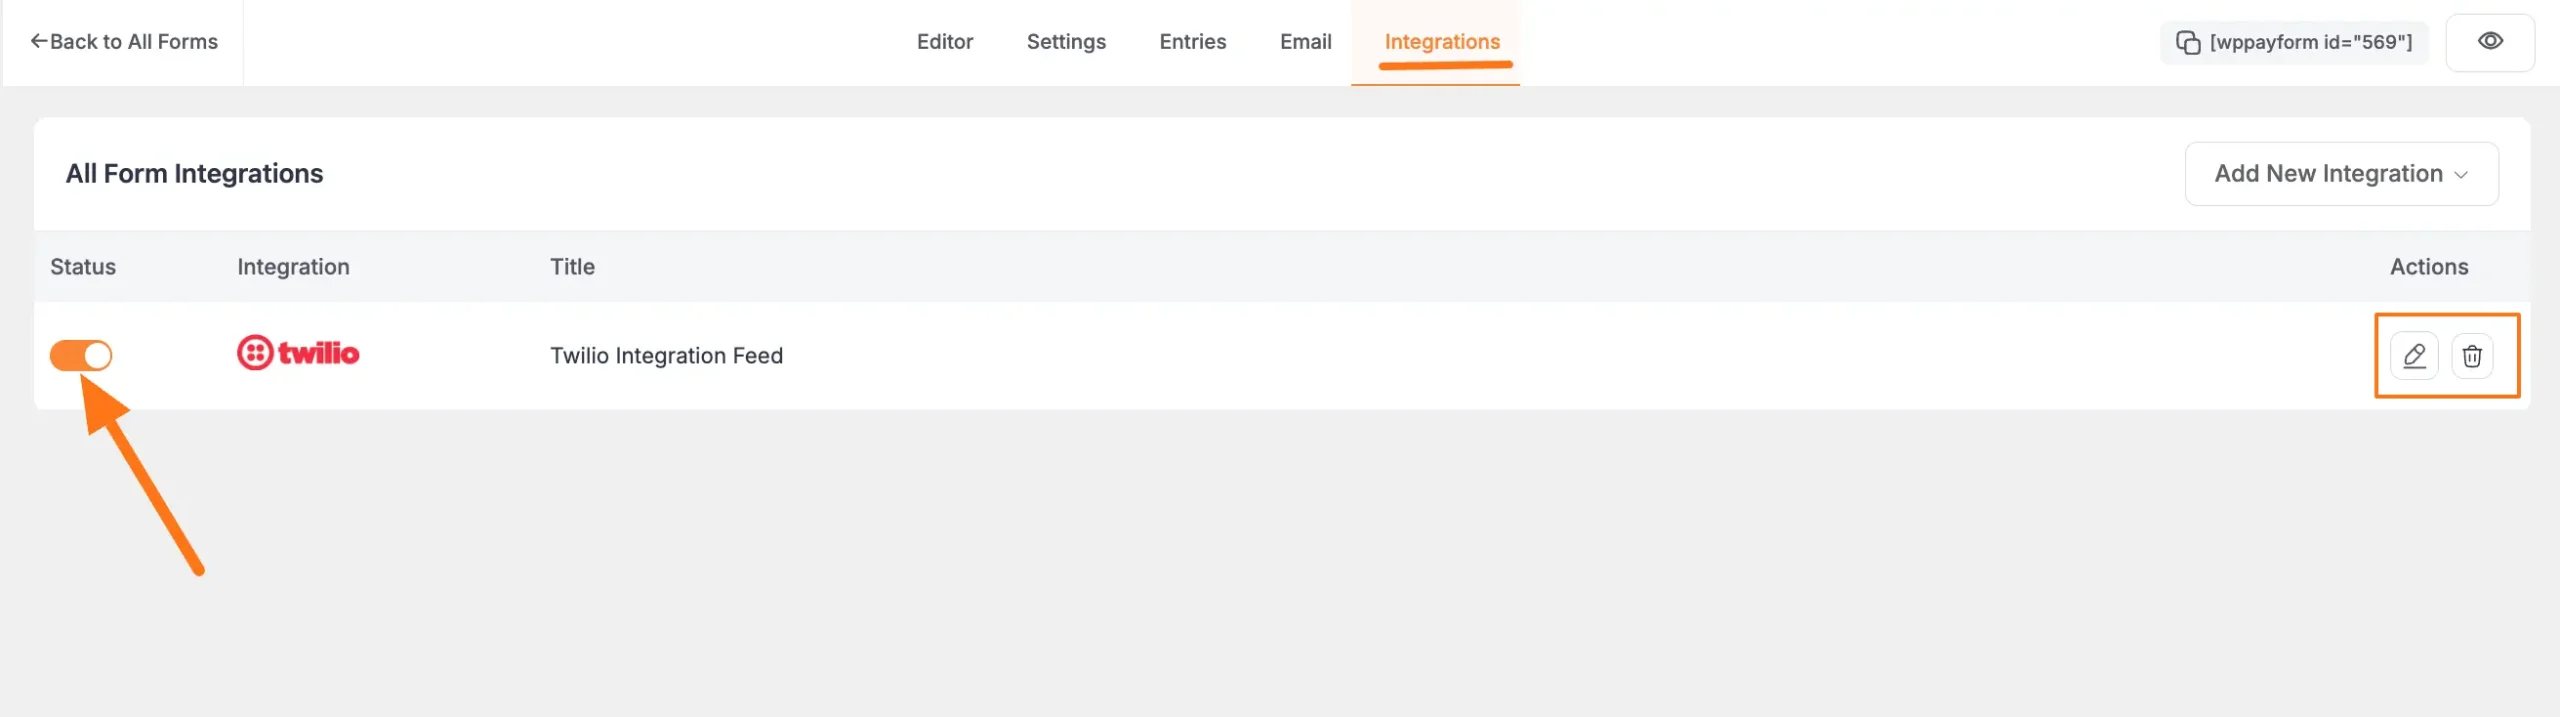 ←Back to All Forms Editor Settings Entries Email Integrations [wppayform id="569"]
All Form Integrations Add New Integration
Status Integration Title Actions
twilio Twilio Integration Feed